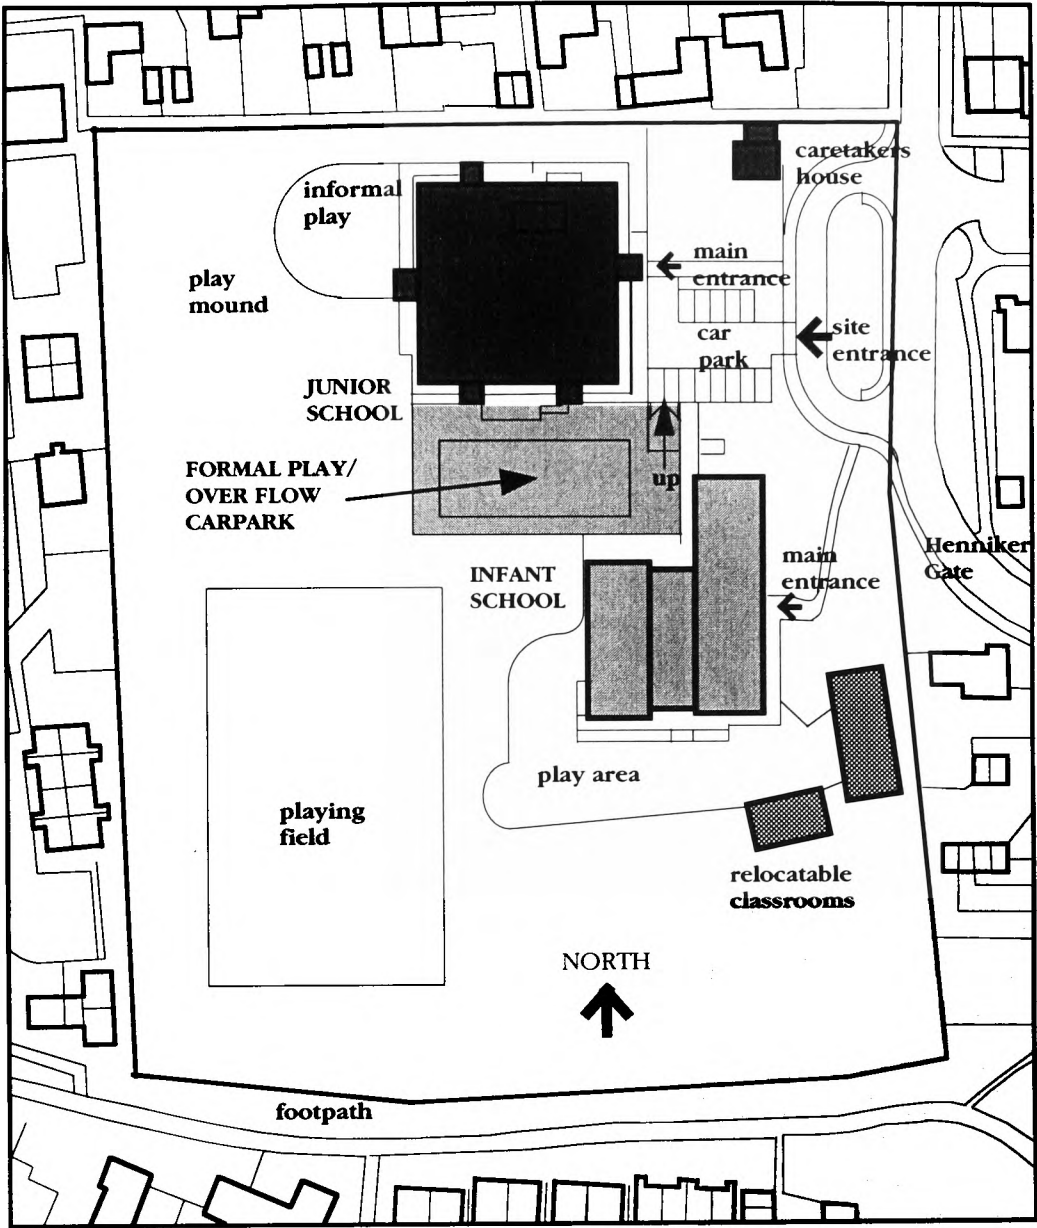 caretakers
house
informal
play
main
entrance
play
mound
car
park
site
entrance
JUNIOR
SCHOOL
FORMAL PLAY/
OVER FLOW
CARPARK
up
Henniker
Gate
main
entrance
INFANT
SCHOOL
play area
playing
field
relocatable
classrooms
NORTH
footpath